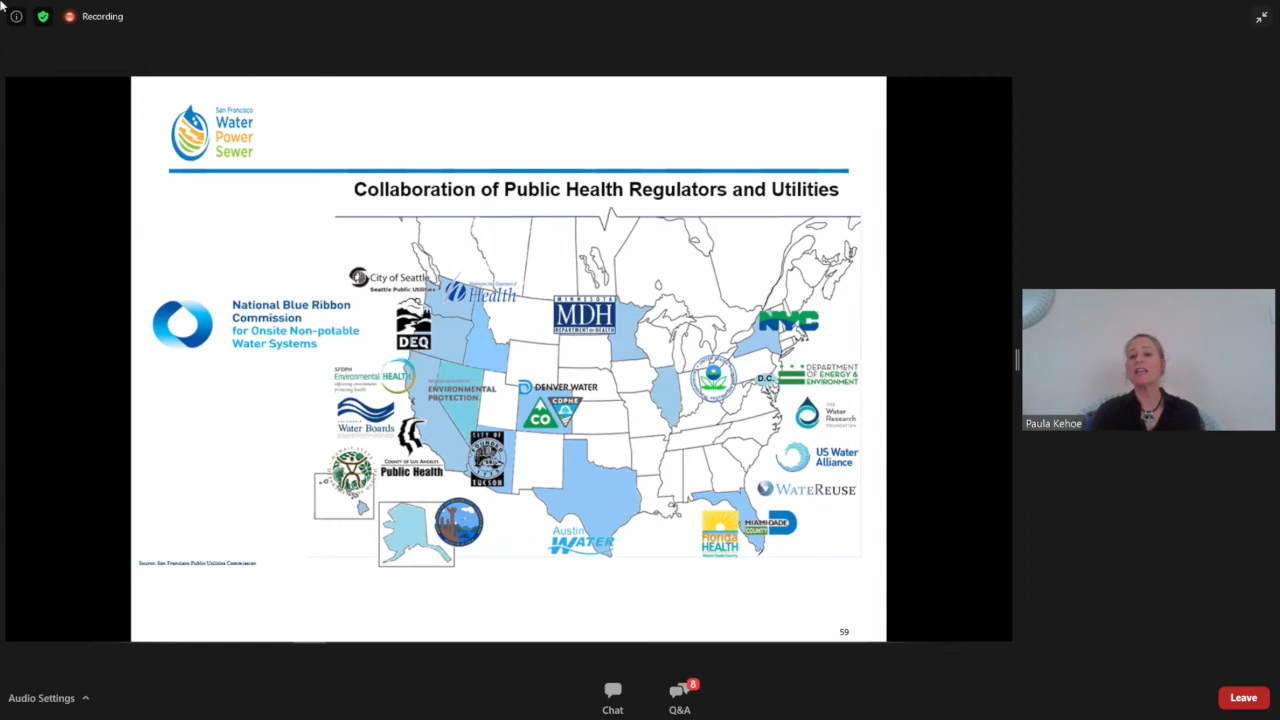 Recording
San Francisco
Water
Power
Sewer
Collaboration of Public Health Regulators and Utilities
City of Seattle
Seattle Public Utilities
Health
National Blue Ribbon
Commission
for Onsite Non-potable
Water Systems
DEQ
MINNESOTA
MDH
DEPARTMENT OF HEALTH
NYC
SFDPH
Environmental HEALTH
ENVIRONMENTAL
PROTECTION
DENVER WATER
CO
CDPHE
D.C.
DEPARTMENT
OF ENERGY &
ENVIRONMENT
Water Boards
THE
Water
Research
FOUNDATION
CITY OF
FOUNDED
TUCSON
COUNTY OF LOS ANGELES
Public Health
US Water
Alliance
WATEREUSE
Austin
WATER
Florida
HEALTH
MIAMI-DADE
COUNTY
Source: San Francisco Public Utilities Commission
59
Paula Kehoe
Audio Settings
Chat
8
Q&A
Leave